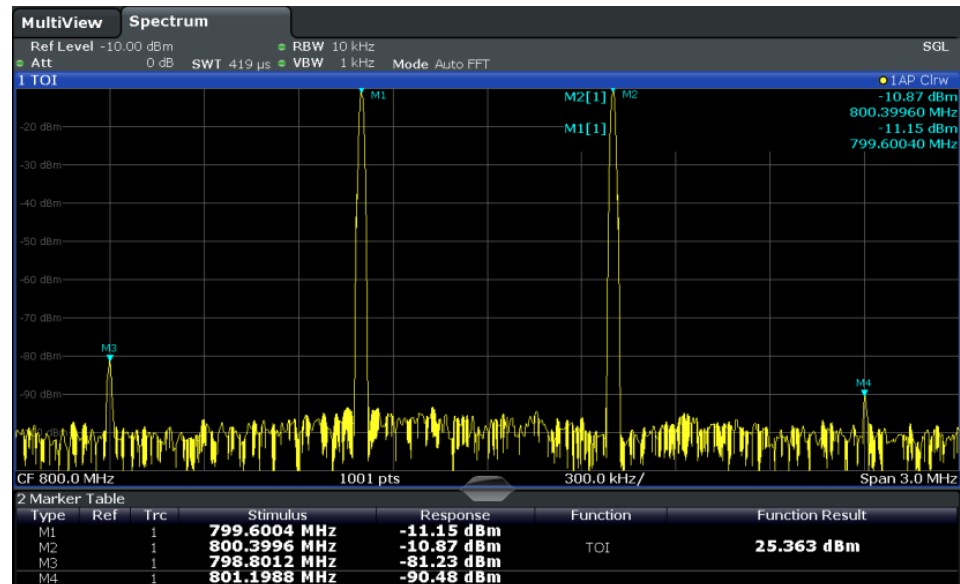 MultiView Spectrum
Ref Level -10.00 dBm RBW 10 kHz SGL
Att 0 dB SWT 419 µs VBW 1 kHz Mode Auto FFT
1 TOI 1AP Clrw
M1 M2[1] M2 -10.87 dBm
800.39960 MHz
-20 dBm M1[1] -11.15 dBm
799.60040 MHz
-30 dBm
-40 dBm
-50 dBm
-60 dBm
-70 dBm
M3
-80 dBm
M4
-90 dBm
CF 800.0 MHz 1001 pts 300.0 kHz/ Span 3.0 MHz
2 Marker Table
Type Ref Trc Stimulus Response Function Function Result
M1 1 799.6004 MHz -11.15 dBm
M2 1 800.3996 MHz -10.87 dBm TOI 25.363 dBm
M3 1 798.8012 MHz -81.23 dBm
M4 1 801.1988 MHz -90.48 dBm